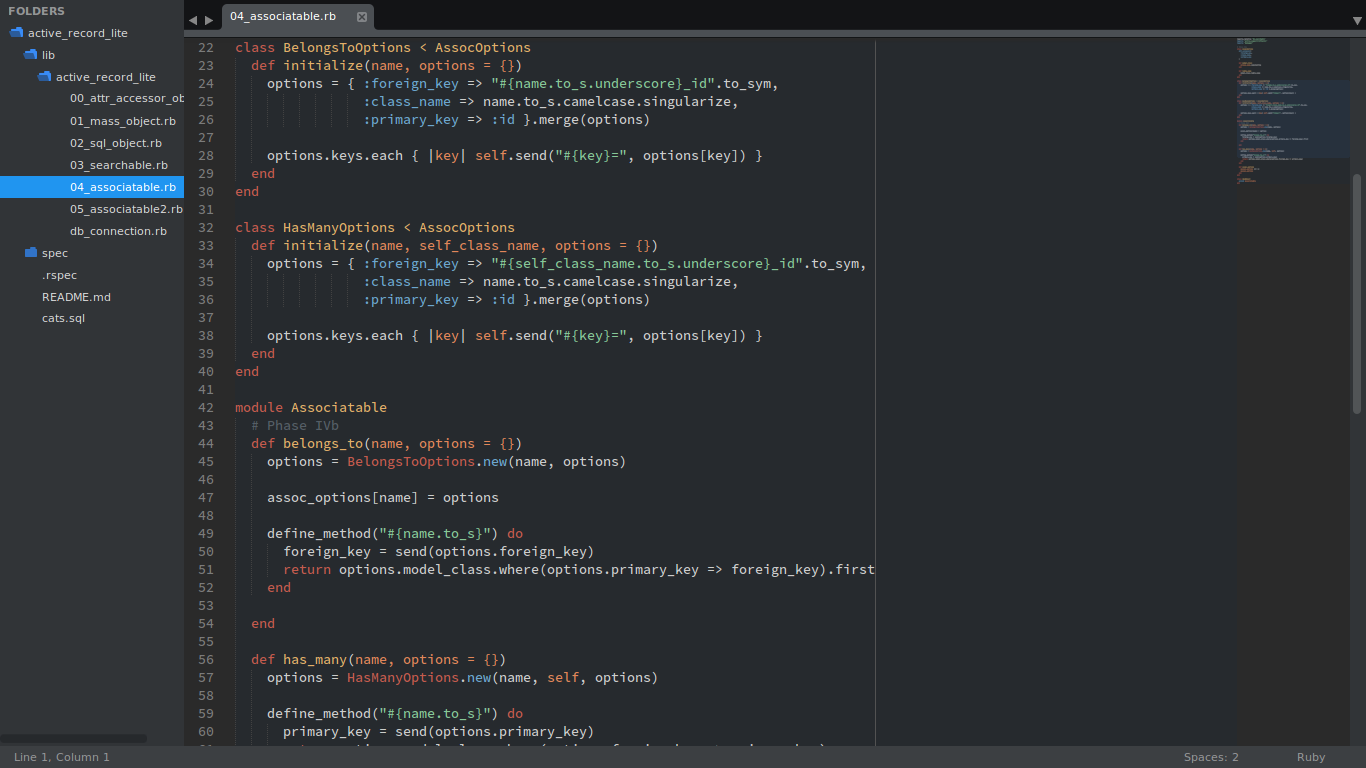 FOLDERS
active_record_lite
lib
active_record_lite
00_attr_accessor_ob
01_mass_object.rb
02_sql_object.rb
03_searchable.rb
04_associatable.rb
05_associatable2.rb
db_connection.rb
spec
.rspec
README.md
cats.sql
04_associatable.rb
22 class BelongsToOptions < AssocOptions
23   def initialize(name, options = {})
24     options = { :foreign_key => "#{name.to_s.underscore}_id".to_sym,
25                 :class_name => name.to_s.camelcase.singularize,
26                 :primary_key => :id }.merge(options)
27
28     options.keys.each { |key| self.send("#{key}=", options[key]) }
29   end
30 end
31
32 class HasManyOptions < AssocOptions
33   def initialize(name, self_class_name, options = {})
34     options = { :foreign_key => "#{self_class_name.to_s.underscore}_id".to_sym,
35                 :class_name => name.to_s.camelcase.singularize,
36                 :primary_key => :id }.merge(options)
37
38     options.keys.each { |key| self.send("#{key}=", options[key]) }
39   end
40 end
41
42 module Associatable
43   # Phase IVb
44   def belongs_to(name, options = {})
45     options = BelongsToOptions.new(name, options)
46
47     assoc_options[name] = options
48
49     define_method("#{name.to_s}") do
50       foreign_key = send(options.foreign_key)
51       return options.model_class.where(options.primary_key => foreign_key).first
52     end
53
54   end
55
56   def has_many(name, options = {})
57     options = HasManyOptions.new(name, self, options)
58
59     define_method("#{name.to_s}") do
60       primary_key = send(options.primary_key)
Line 1, Column 1
Spaces: 2
Ruby